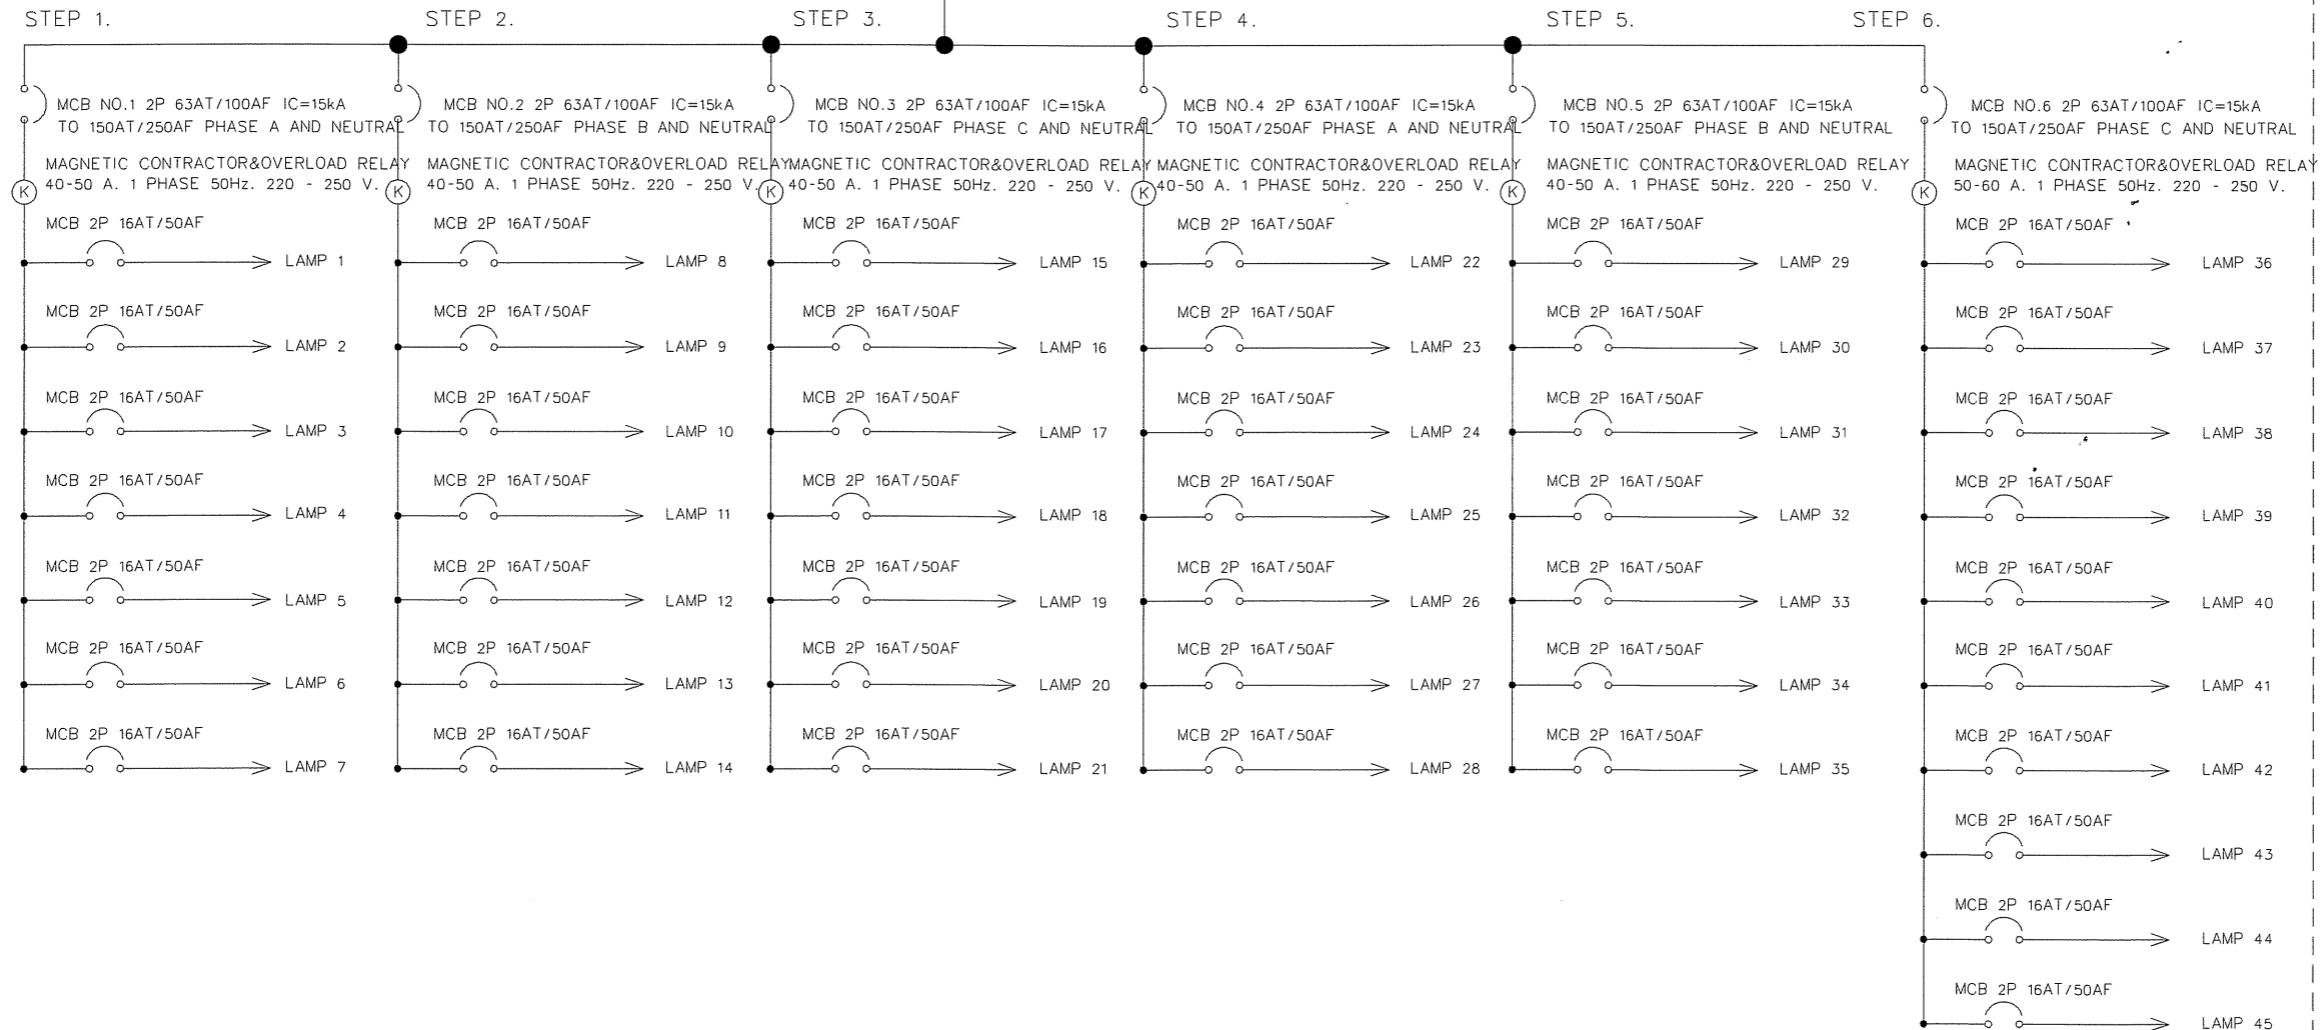 STEP 1.
STEP 2.
STEP 3.
STEP 4.
STEP 5.
STEP 6.
MCB NO.1 2P 63AT/100AF IC=15kA
TO 150AT/250AF PHASE A AND NEUTRAL
MAGNETIC CONTRACTOR&OVERLOAD RELAY
40-50 A. 1 PHASE 50Hz. 220 - 250 V.
K
MCB 2P 16AT/50AF
LAMP 1
MCB 2P 16AT/50AF
LAMP 2
MCB 2P 16AT/50AF
LAMP 3
MCB 2P 16AT/50AF
LAMP 4
MCB 2P 16AT/50AF
LAMP 5
MCB 2P 16AT/50AF
LAMP 6
MCB 2P 16AT/50AF
LAMP 7
MCB NO.2 2P 63AT/100AF IC=15kA
TO 150AT/250AF PHASE B AND NEUTRAL
MAGNETIC CONTRACTOR&OVERLOAD RELAY
40-50 A. 1 PHASE 50Hz. 220 - 250 V.
K
MCB 2P 16AT/50AF
LAMP 8
MCB 2P 16AT/50AF
LAMP 9
MCB 2P 16AT/50AF
LAMP 10
MCB 2P 16AT/50AF
LAMP 11
MCB 2P 16AT/50AF
LAMP 12
MCB 2P 16AT/50AF
LAMP 13
MCB 2P 16AT/50AF
LAMP 14
MCB NO.3 2P 63AT/100AF IC=15kA
TO 150AT/250AF PHASE C AND NEUTRAL
MAGNETIC CONTRACTOR&OVERLOAD RELAY
40-50 A. 1 PHASE 50Hz. 220 - 250 V.
K
MCB 2P 16AT/50AF
LAMP 15
MCB 2P 16AT/50AF
LAMP 16
MCB 2P 16AT/50AF
LAMP 17
MCB 2P 16AT/50AF
LAMP 18
MCB 2P 16AT/50AF
LAMP 19
MCB 2P 16AT/50AF
LAMP 20
MCB 2P 16AT/50AF
LAMP 21
MCB NO.4 2P 63AT/100AF IC=15kA
TO 150AT/250AF PHASE A AND NEUTRAL
MAGNETIC CONTRACTOR&OVERLOAD RELAY
40-50 A. 1 PHASE 50Hz. 220 - 250 V.
K
MCB 2P 16AT/50AF
LAMP 22
MCB 2P 16AT/50AF
LAMP 23
MCB 2P 16AT/50AF
LAMP 24
MCB 2P 16AT/50AF
LAMP 25
MCB 2P 16AT/50AF
LAMP 26
MCB 2P 16AT/50AF
LAMP 27
MCB 2P 16AT/50AF
LAMP 28
MCB NO.5 2P 63AT/100AF IC=15kA
TO 150AT/250AF PHASE B AND NEUTRAL
MAGNETIC CONTRACTOR&OVERLOAD RELAY
40-50 A. 1 PHASE 50Hz. 220 - 250 V.
K
MCB 2P 16AT/50AF
LAMP 29
MCB 2P 16AT/50AF
LAMP 30
MCB 2P 16AT/50AF
LAMP 31
MCB 2P 16AT/50AF
LAMP 32
MCB 2P 16AT/50AF
LAMP 33
MCB 2P 16AT/50AF
LAMP 34
MCB 2P 16AT/50AF
LAMP 35
MCB NO.6 2P 63AT/100AF IC=15kA
TO 150AT/250AF PHASE C AND NEUTRAL
MAGNETIC CONTRACTOR&OVERLOAD RELAY
50-60 A. 1 PHASE 50Hz. 220 - 250 V.
K
MCB 2P 16AT/50AF
LAMP 36
MCB 2P 16AT/50AF
LAMP 37
MCB 2P 16AT/50AF
LAMP 38
MCB 2P 16AT/50AF
LAMP 39
MCB 2P 16AT/50AF
LAMP 40
MCB 2P 16AT/50AF
LAMP 41
MCB 2P 16AT/50AF
LAMP 42
MCB 2P 16AT/50AF
LAMP 43
MCB 2P 16AT/50AF
LAMP 44
MCB 2P 16AT/50AF
LAMP 45